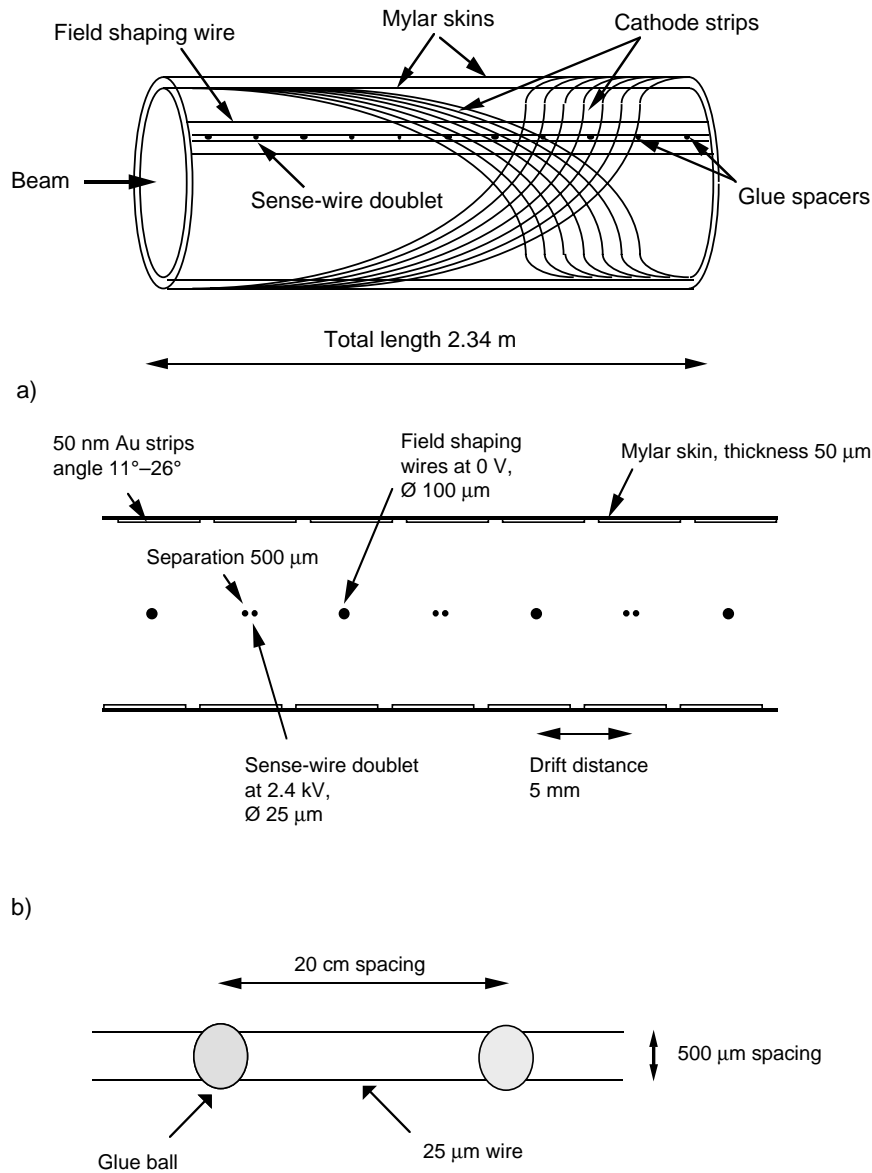 Field shaping wire
Mylar skins
Cathode strips
Beam
Sense-wire doublet
Glue spacers
Total length 2.34 m
a)
50 nm Au strips
angle 11°–26°
Field shaping
wires at 0 V,
Ø 100 μm
Mylar skin, thickness 50 μm
Separation 500 μm
Sense-wire doublet
at 2.4 kV,
Ø 25 μm
Drift distance
5 mm
b)
20 cm spacing
500 μm spacing
Glue ball
25 μm wire